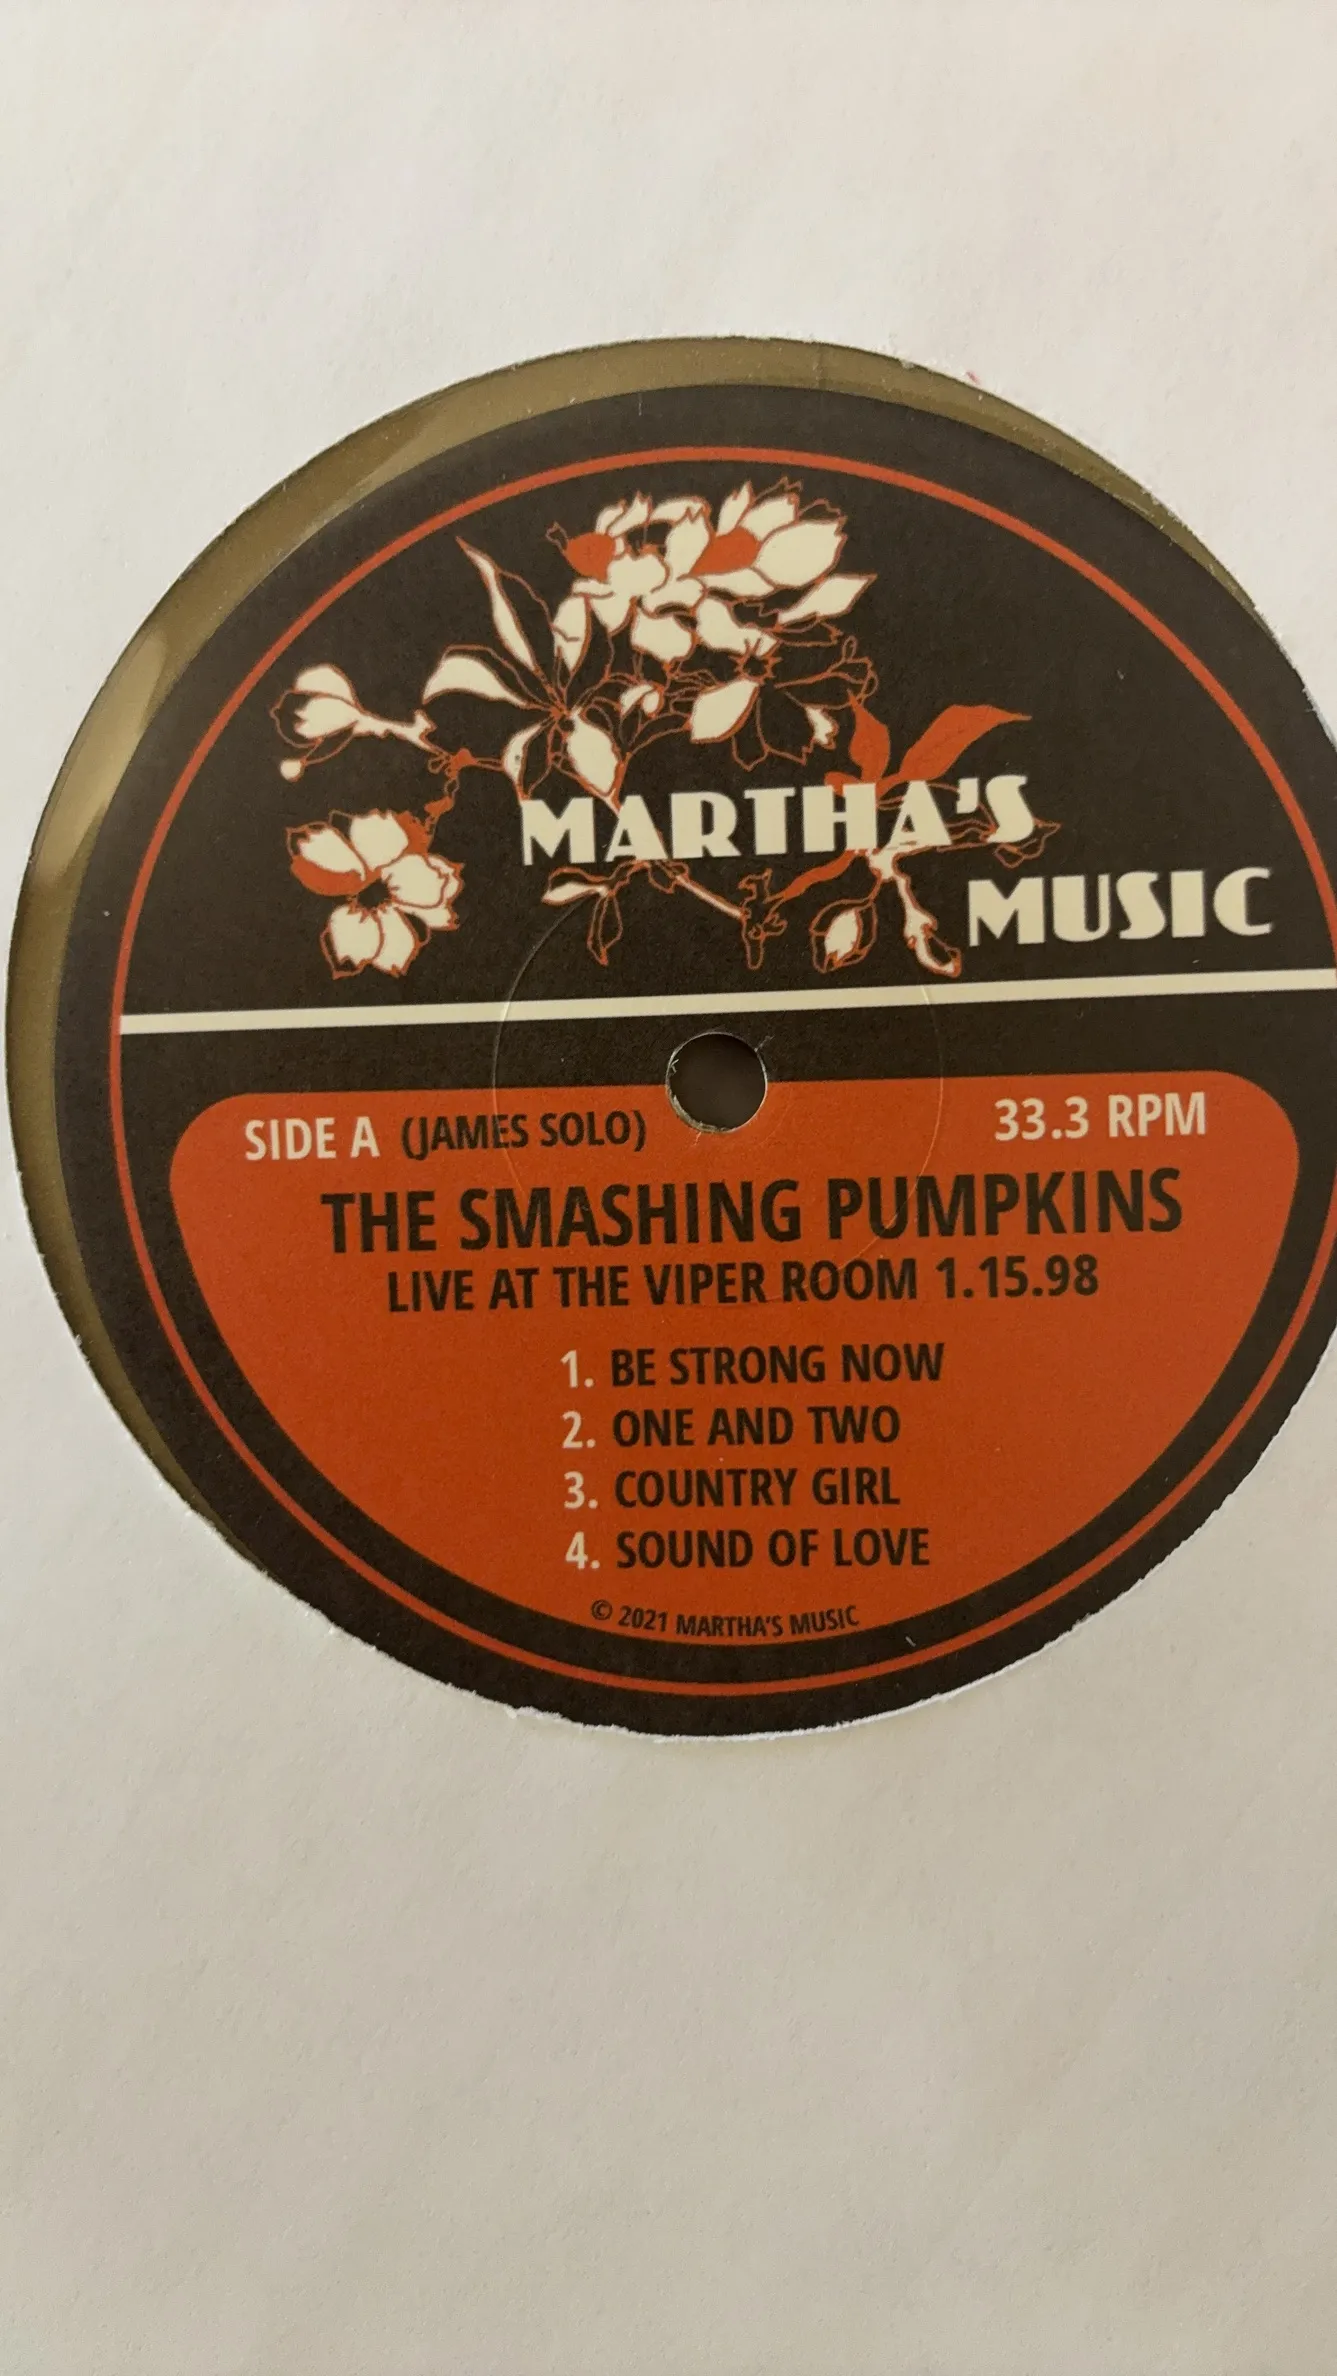 MARTHA'S
MUSIC
SIDE A (JAMES SOLO) 33.3 RPM
THE SMASHING PUMPKINS
LIVE AT THE VIPER ROOM 1.15.98
1. BE STRONG NOW
2. ONE AND TWO
3. COUNTRY GIRL
4. SOUND OF LOVE
© 2021 MARTHA'S MUSIC